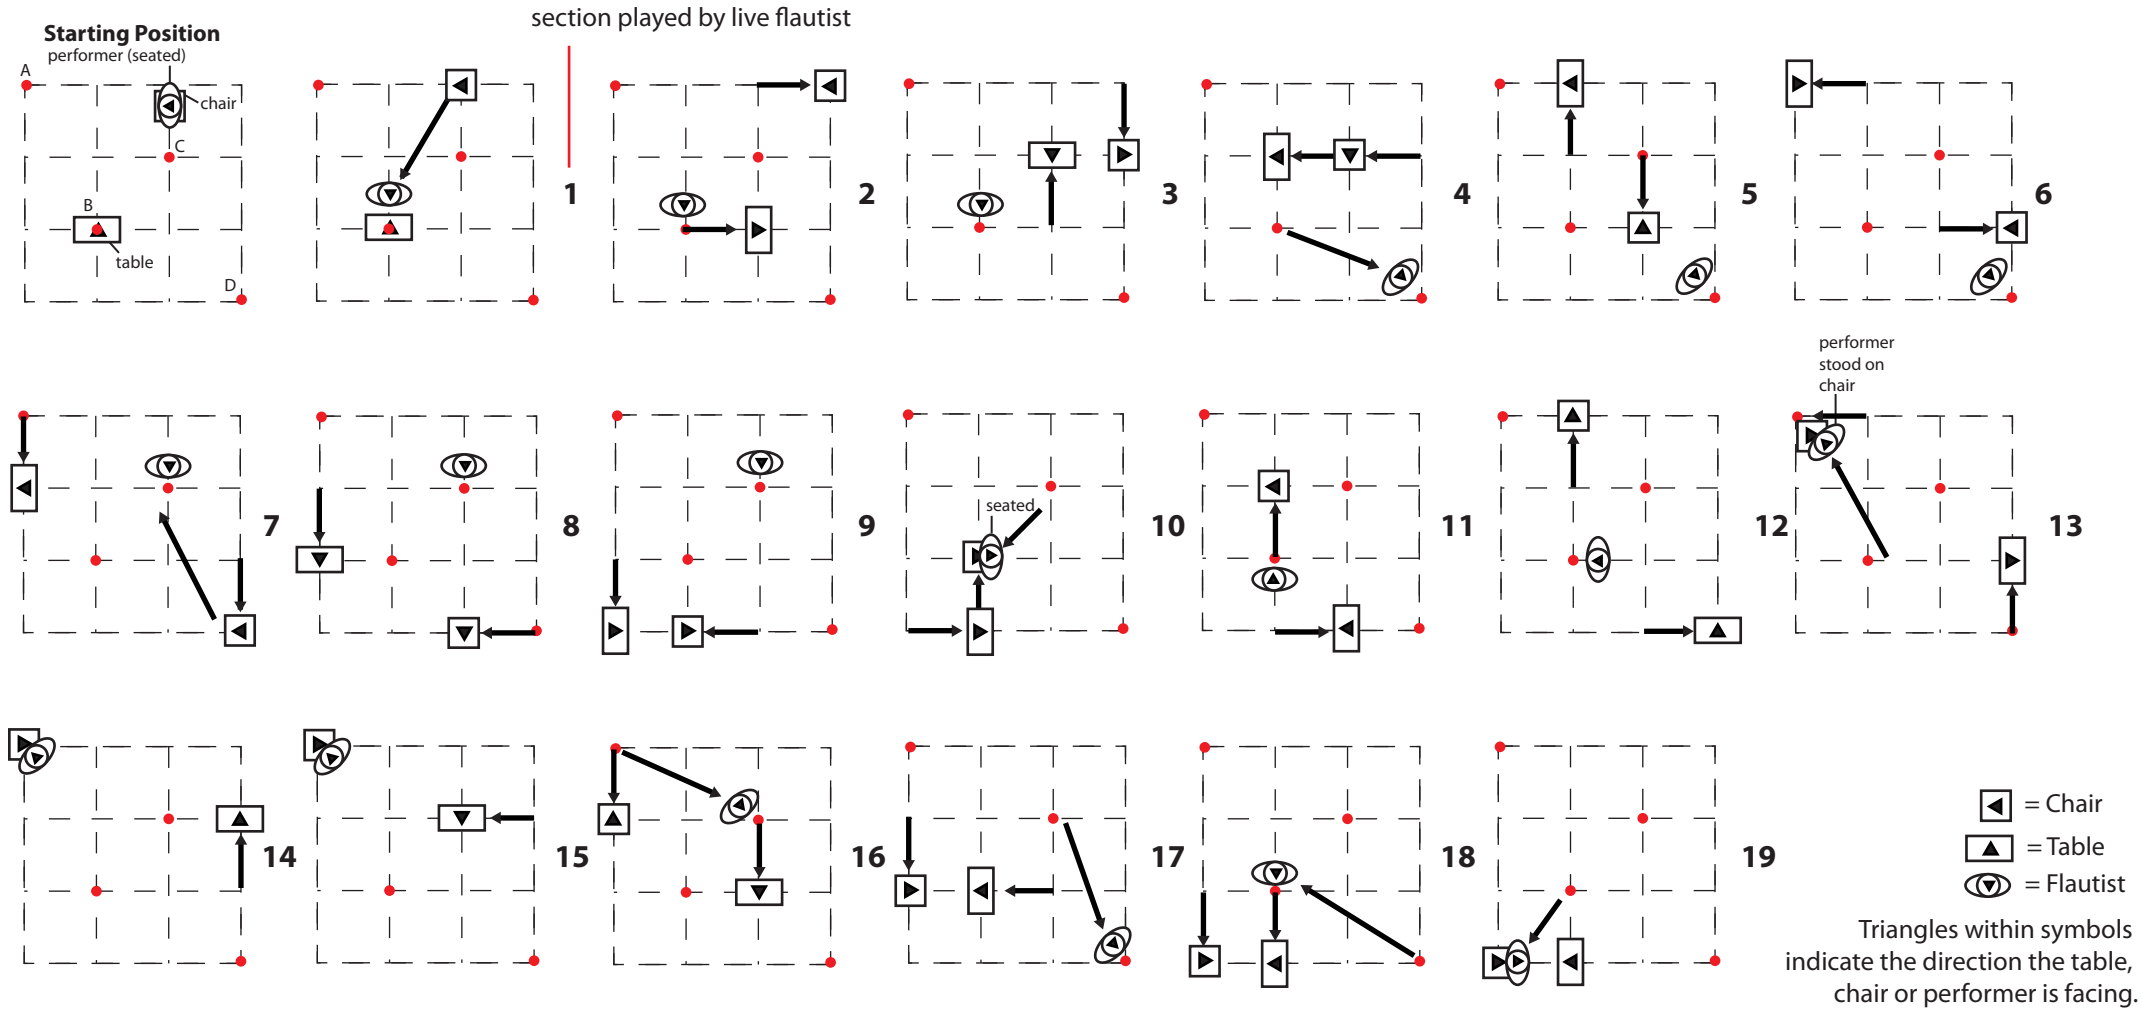 section played by live flautist
Starting Position
performer (seated)
A
chair
C
B
table
D
1
2
3
4
5
6
performer
stood on
chair
seated
7
8
9
10
11
12
13
14
15
16
17
18
19
= Chair
= Table
= Flautist
Triangles within symbols
indicate the direction the table,
chair or performer is facing.